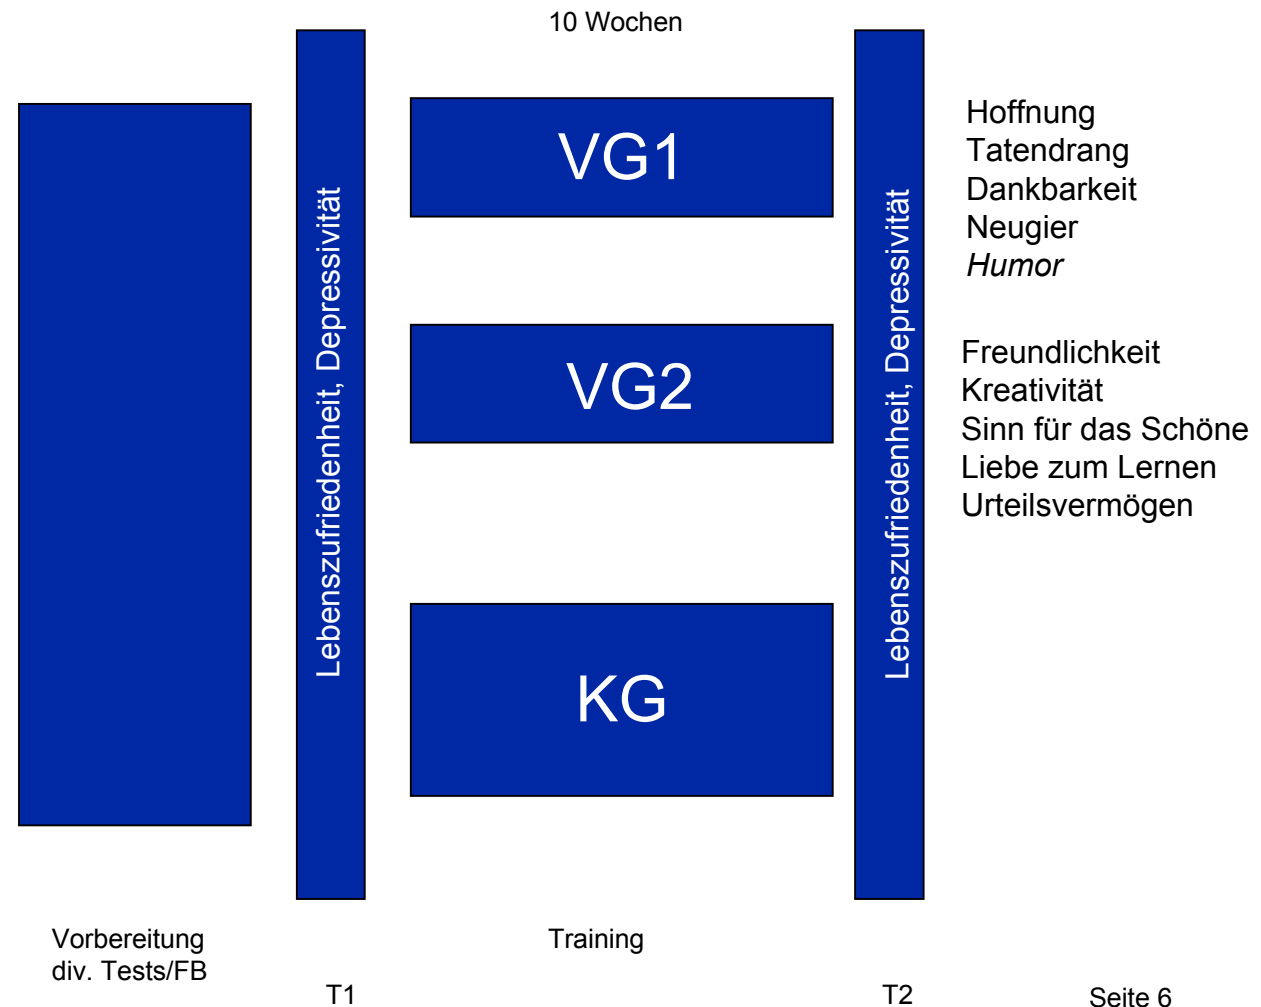 10 Wochen
Lebenszufriedenheit, Depressivität
VG1
VG2
KG
Lebenszufriedenheit, Depressivität
Hoffnung
Tatendrang
Dankbarkeit
Neugier
Humor
Freundlichkeit
Kreativität
Sinn für das Schöne
Liebe zum Lernen
Urteilsvermögen
Vorbereitung
div. Tests/FB
Training
T1
T2
Seite 6